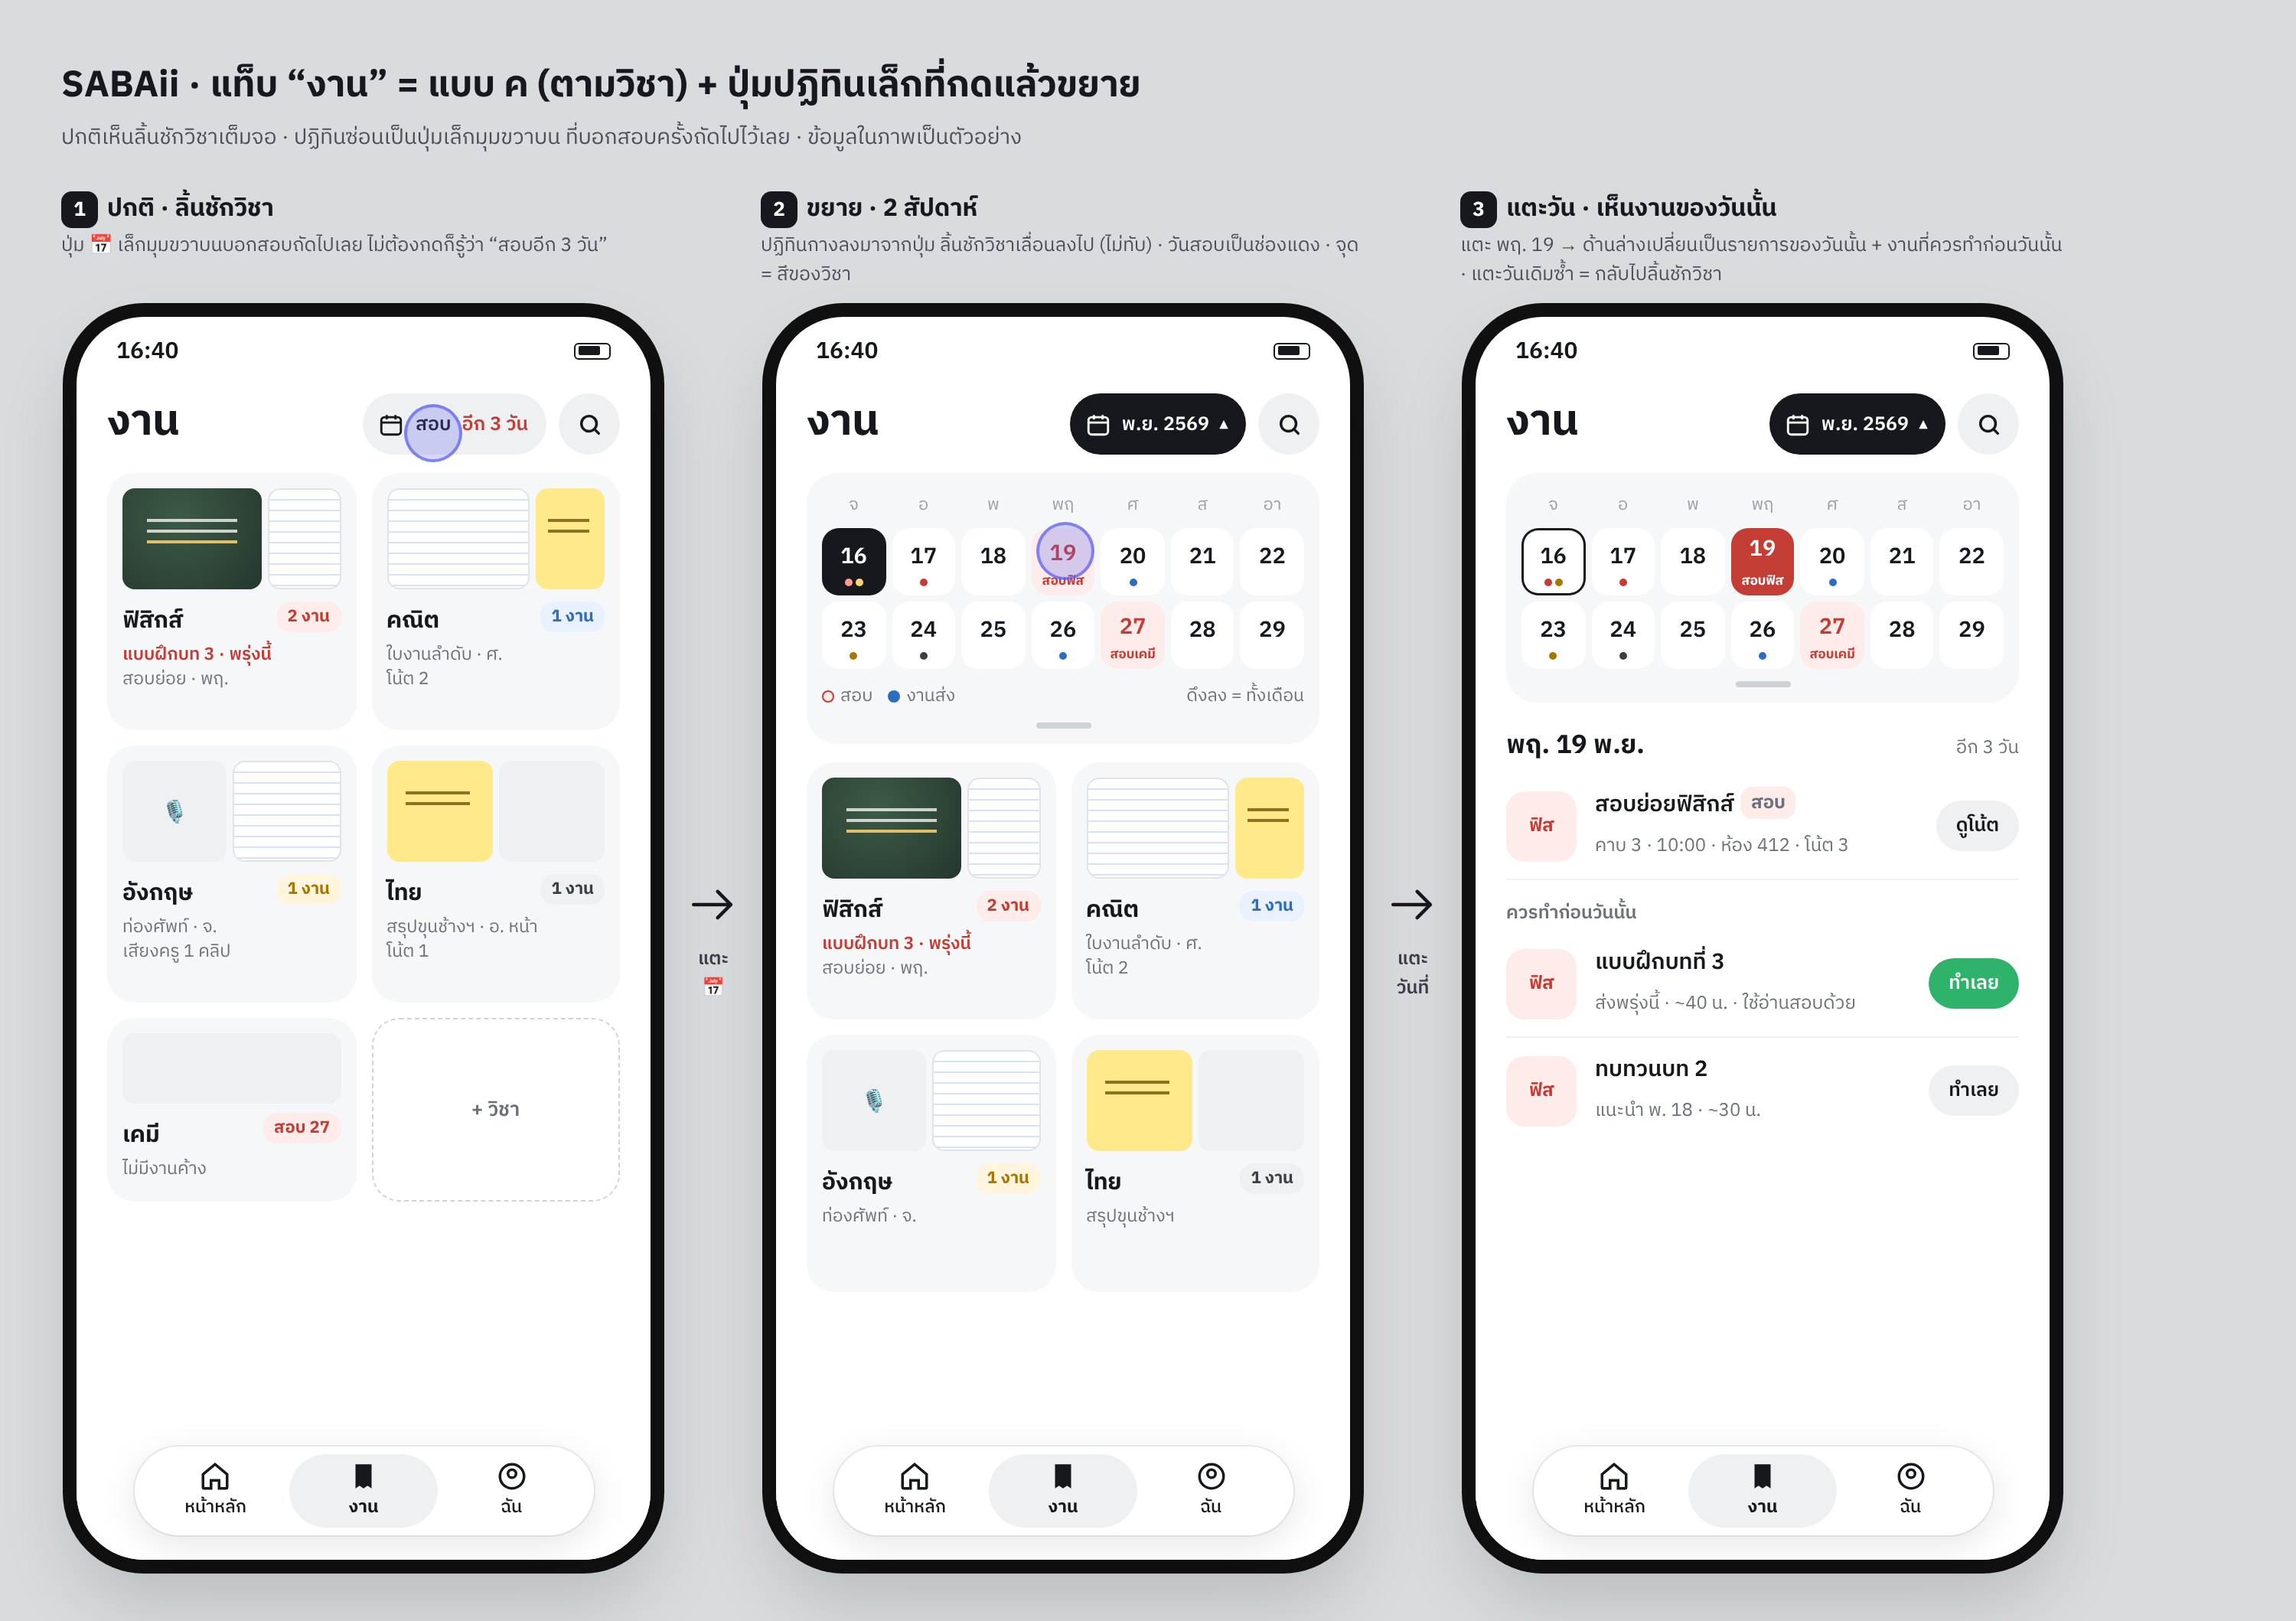 SABAii · แท็บ “งาน” = แบบ ค (ตามวิชา) + ปุ่มปฏิทินเล็กที่กดแล้วขยาย
ปกติเห็นลิ้นชักวิชาเต็มจอ · ปฏิทินซ่อนเป็นปุ่มเล็กมุมขวาบน ที่บอกสอบครั้งถัดไปไว้เลย · ข้อมูลในภาพเป็นตัวอย่าง
1 ปกติ · ลิ้นชักวิชา
ปุ่ม 📅 เล็กมุมขวาบนบอกสอบถัดไปเลย ไม่ต้องกดก็รู้ว่า “สอบอีก 3 วัน”
16:40
งาน
สอบ อีก 3 วัน
ฟิสิกส์ 2 งาน
แบบฝึกบท 3 · พรุ่งนี้
สอบย่อย · พฤ.
คณิต 1 งาน
ใบงานลำดับ · ศ.
โน้ต 2
อังกฤษ 1 งาน
ท่องศัพท์ · จ.
เสียงครู 1 คลิป
ไทย 1 งาน
สรุปขุนช้างฯ · อ. หน้า
โน้ต 1
เคมี สอบ 27
ไม่มีงานค้าง
+ วิชา
หน้าหลัก งาน ฉัน
แตะ
📅
2 ขยาย · 2 สัปดาห์
ปฏิทินกางลงมาจากปุ่ม ลิ้นชักวิชาเลื่อนลงไป (ไม่ทับ) · วันสอบเป็นช่องแดง · จุด
= สีของวิชา
16:40
งาน
พ.ย. 2569 ▲
จ อ พ พฤ ศ ส อา
16 17 18 19 20 21 22
สอบฟิส
23 24 25 26 27 28 29
สอบเคมี
สอบ งานส่ง ดึงลง = ทั้งเดือน
ฟิสิกส์ 2 งาน
แบบฝึกบท 3 · พรุ่งนี้
สอบย่อย · พฤ.
คณิต 1 งาน
ใบงานลำดับ · ศ.
โน้ต 2
อังกฤษ 1 งาน
ท่องศัพท์ · จ.
ไทย 1 งาน
สรุปขุนช้างฯ
หน้าหลัก งาน ฉัน
แตะ
วันที่
3 แตะวัน · เห็นงานของวันนั้น
แตะ พฤ. 19 → ด้านล่างเปลี่ยนเป็นรายการของวันนั้น + งานที่ควรทำก่อนวันนั้น
· แตะวันเดิมซ้ำ = กลับไปลิ้นชักวิชา
16:40
งาน
พ.ย. 2569 ▲
จ อ พ พฤ ศ ส อา
16 17 18 19 20 21 22
สอบฟิส
23 24 25 26 27 28 29
สอบเคมี
พฤ. 19 พ.ย. อีก 3 วัน
ฟิส
สอบย่อยฟิสิกส์ สอบ
คาบ 3 · 10:00 · ห้อง 412 · โน้ต 3
ดูโน้ต
ควรทำก่อนวันนั้น
ฟิส
แบบฝึกบทที่ 3
ส่งพรุ่งนี้ · ~40 น. · ใช้อ่านสอบด้วย
ทำเลย
ฟิส
ทบทวนบท 2
แนะนำ พ. 18 · ~30 น.
ทำเลย
หน้าหลัก งาน ฉัน